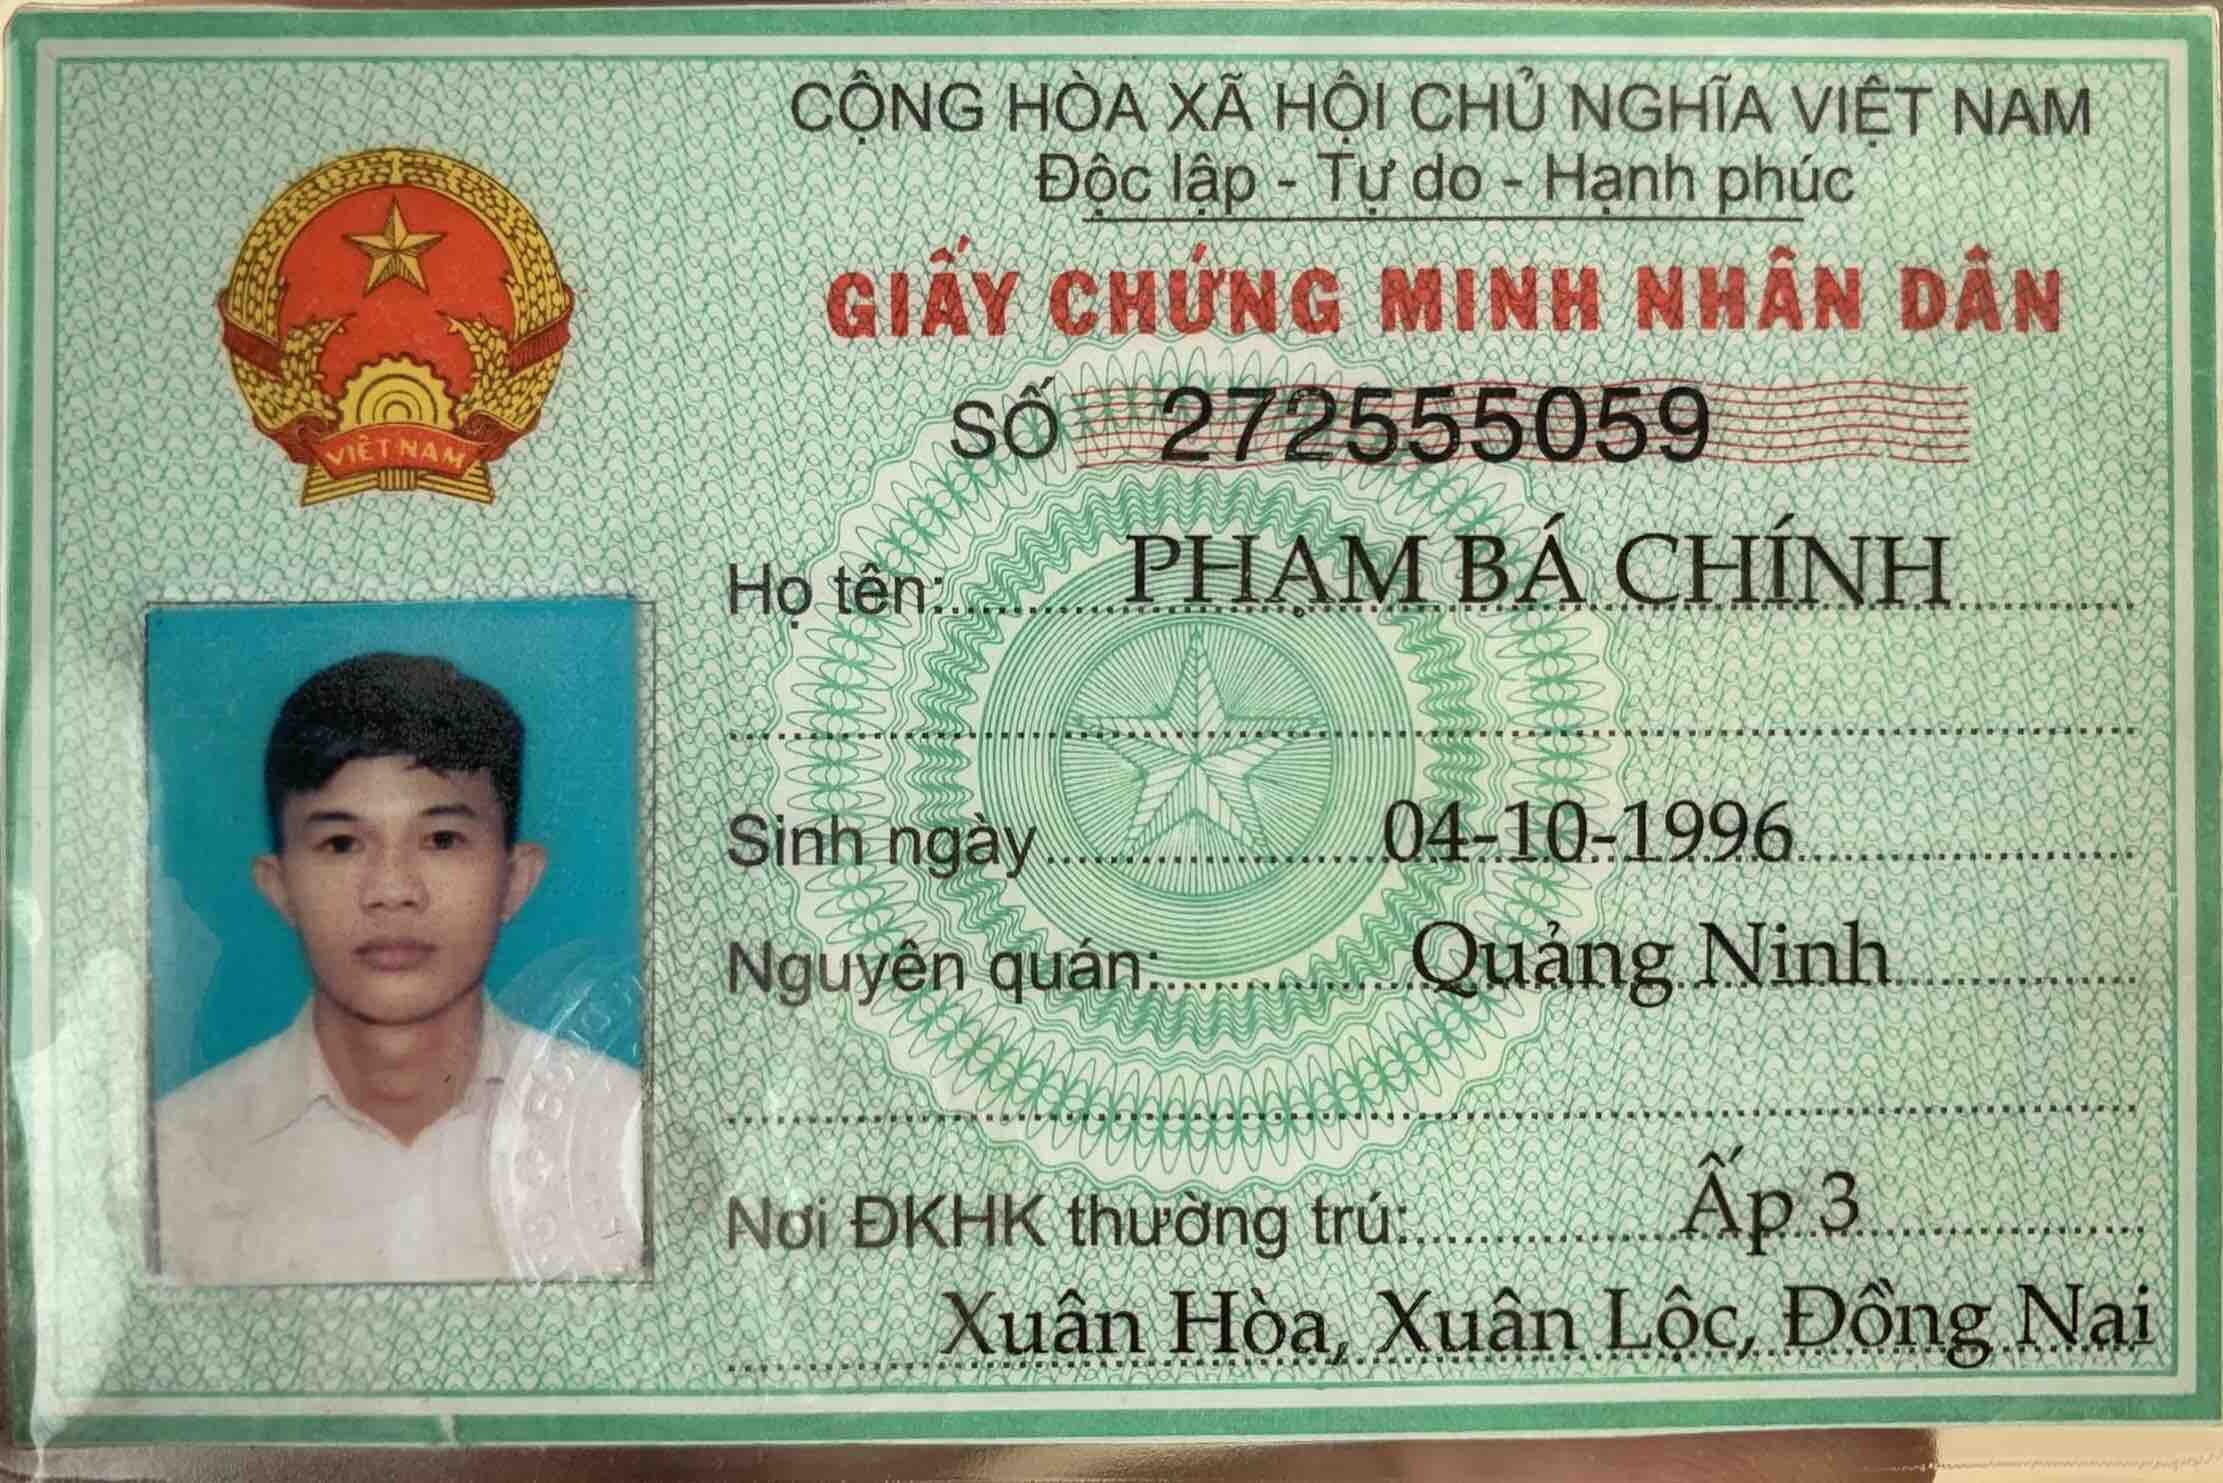 CỘNG HÒA XÃ HỘI CHỦ NGHĨA VIỆT NAM
Độc lập - Tự do - Hạnh phúc
GIẤY CHỨNG MINH NHÂN DÂN
VIỆT NAM
SỐ 272555059
Họ tên: PHẠM BÁ CHÍNH
Sinh ngày 04-10-1996
Nguyên quán: Quảng Ninh
Nơi ĐKHK thường trú: Ấp 3
Xuân Hòa, Xuân Lộc, Đồng Nai